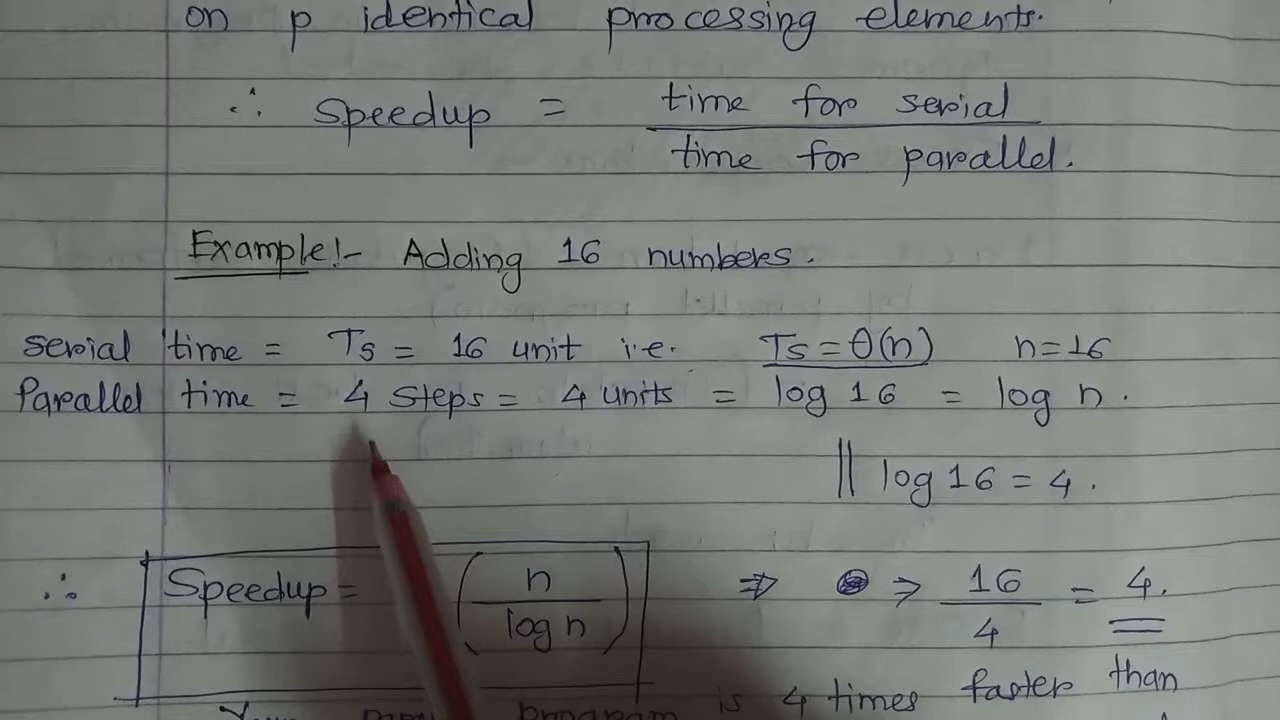 on p identical processing elements.
∴ Speedup = time for serial
time for parallel.
Example:- Adding 16 numbers.
serial time = Ts = 16 unit i.e. Ts = θ(n) n=16
Parallel time = 4 steps = 4 units = log 16 = log n.
|| log 16 = 4.
∴ Speedup = (n / log n) ⇒ ⇒ 16/4 = 4.
program is 4 times faster than